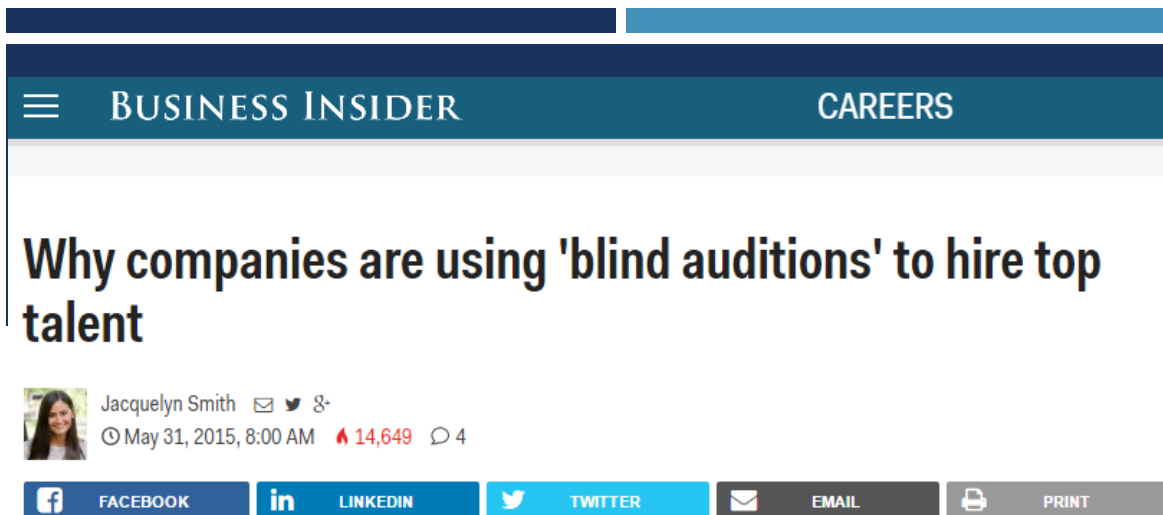 BUSINESS INSIDER CAREERS
Why companies are using 'blind auditions' to hire top
talent
Jacquelyn Smith
May 31, 2015, 8:00 AM 14,649 4
FACEBOOK LINKEDIN TWITTER EMAIL PRINT